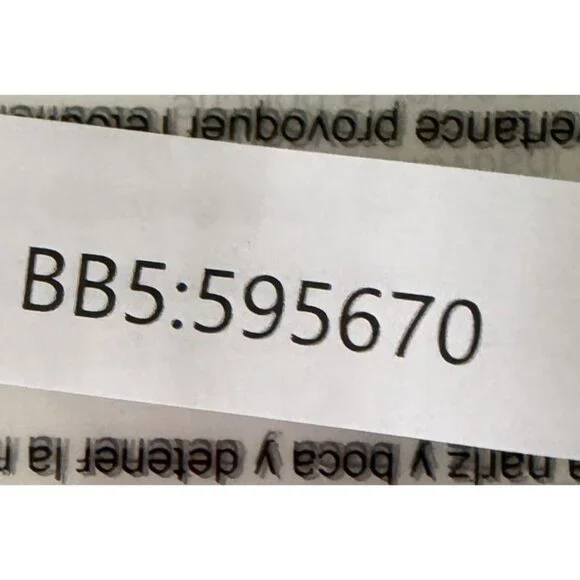 provoquer
BB5:595670
nariz y boca y detener la